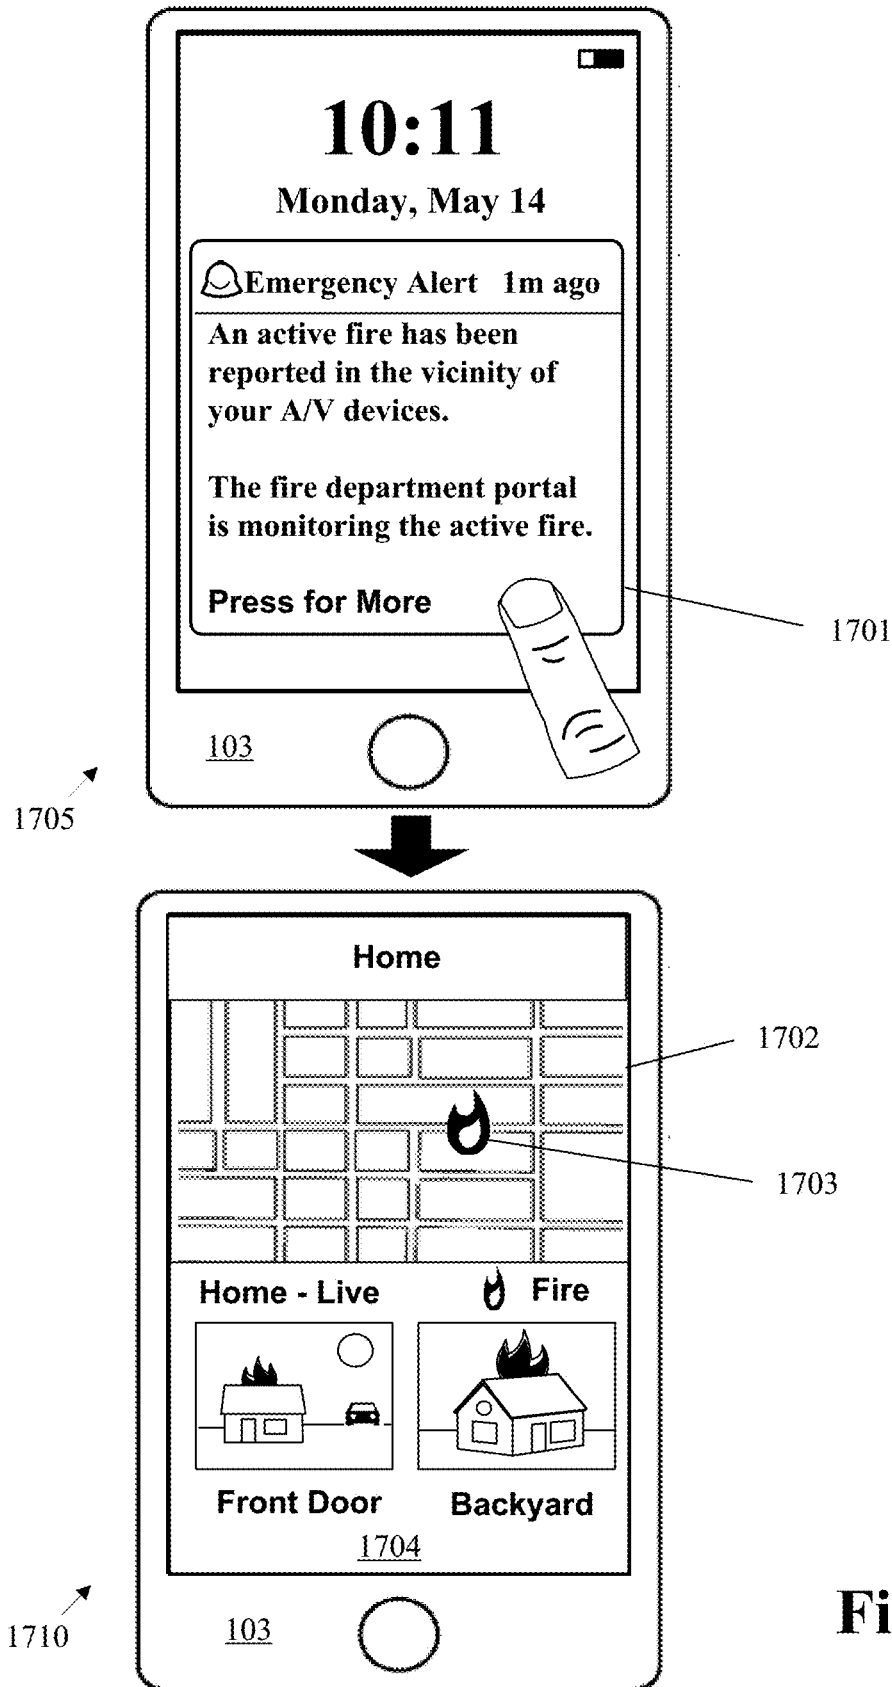 10:11
Monday, May 14
Emergency Alert 1m ago
An active fire has been
reported in the vicinity of
your A/V devices.
The fire department portal
is monitoring the active fire.
Press for More
1701
103
1705
Home
1702
1703
Home - Live
Fire
Front Door
Backyard
1704
1710
103
Fi